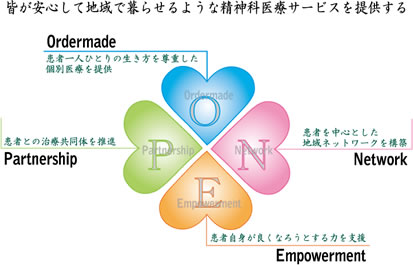 皆が安心して地域で暮らせるような精神科医療サービスを提供する
Ordermade
患者一人ひとりの生き方を尊重した
個別医療を提供
Ordermade
O
患者との治療共同体を推進
Partnership
Partnership
P
Network
N
患者を中心とした
地域ネットワークを構築
Network
E
Empowerment
患者自身が良くなろうとする力を支援
Empowerment